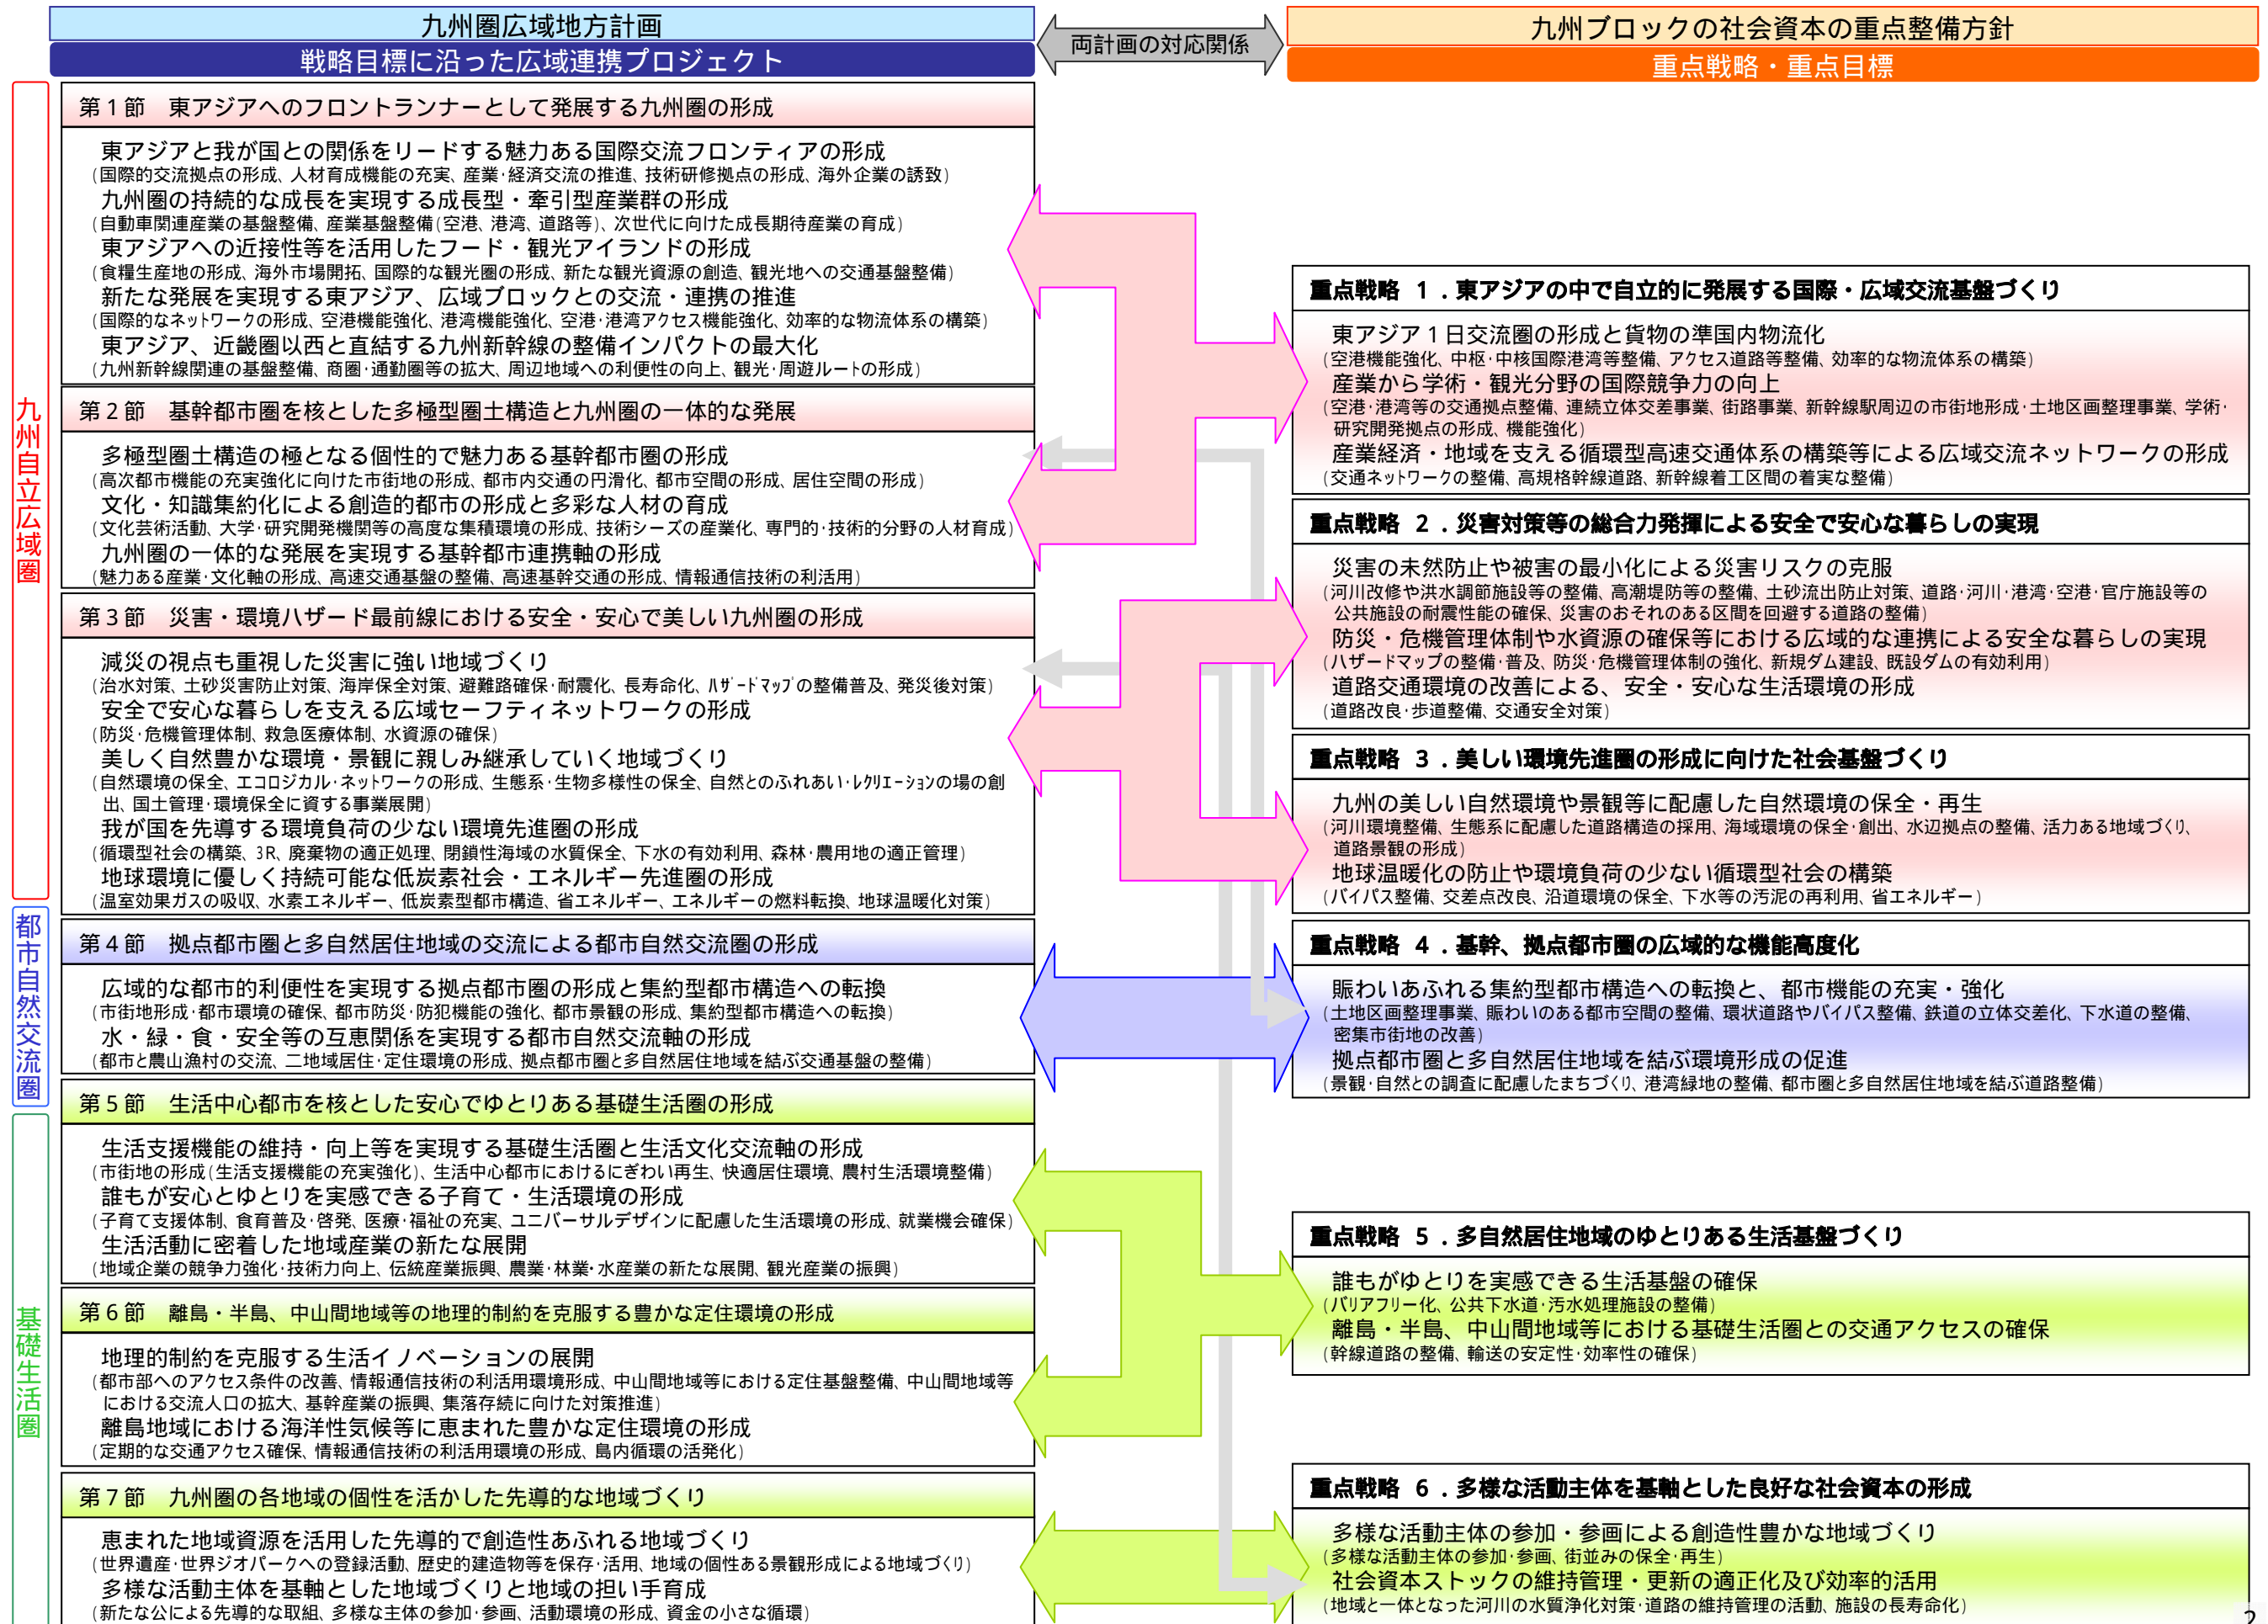 九州圏広域地方計画
戦略目標に沿った広域連携プロジェクト
両計画の対応関係
九州ブロックの社会資本の重点整備方針
重点戦略・重点目標
九州自立広域圏
第1節　東アジアへのフロントランナーとして発展する九州圏の形成
東アジアと我が国との関係をリードする魅力ある国際交流フロンティアの形成
(国際的交流拠点の形成、人材育成機能の充実、産業・経済交流の推進、技術研修拠点の形成、海外企業の誘致)
九州圏の持続的な成長を実現する成長型・牽引型産業群の形成
(自動車関連産業の基盤整備、産業基盤整備(空港、港湾、道路等)、次世代に向けた成長期待産業の育成)
東アジアへの近接性等を活用したフード・観光アイランドの形成
(食糧生産地の形成、海外市場開拓、国際的な観光圏の形成、新たな観光資源の創造、観光地への交通基盤整備)
新たな発展を実現する東アジア、広域ブロックとの交流・連携の推進
(国際的なネットワークの形成、空港機能強化、港湾機能強化、空港・港湾アクセス機能強化、効率的な物流体系の構築)
東アジア、近畿圏以西と直結する九州新幹線の整備インパクトの最大化
(九州新幹線関連の基盤整備、商圏・通勤圏等の拡大、周辺地域への利便性の向上、観光・周遊ルートの形成)
第2節　基幹都市圏を核とした多極型圏土構造と九州圏の一体的な発展
多極型圏土構造の極となる個性的で魅力ある基幹都市圏の形成
(高次都市機能の充実強化に向けた市街地の形成、都市内交通の円滑化、都市空間の形成、居住空間の形成)
文化・知識集約化による創造的都市の形成と多彩な人材の育成
(文化芸術活動、大学・研究開発機関等の高度な集積環境の形成、技術シーズの産業化、専門的・技術的分野の人材育成)
九州圏の一体的な発展を実現する基幹都市連携軸の形成
(魅力ある産業・文化軸の形成、高速交通基盤の整備、高速基幹交通の形成、情報通信技術の利活用)
第3節　災害・環境ハザード最前線における安全・安心で美しい九州圏の形成
減災の視点も重視した災害に強い地域づくり
(治水対策、土砂災害防止対策、海岸保全対策、避難路確保・耐震化、長寿命化、ﾊｻﾞｰﾄﾞﾏｯﾌﾟの整備普及、発災後対策)
安全で安心な暮らしを支える広域セーフティネットワークの形成
(防災・危機管理体制、救急医療体制、水資源の確保)
美しく自然豊かな環境・景観に親しみ継承していく地域づくり
(自然環境の保全、エコロジカル・ネットワークの形成、生態系・生物多様性の保全、自然とのふれあい・ﾚｸﾘｴｰｼｮﾝの場の創
出、国土管理・環境保全に資する事業展開)
我が国を先導する環境負荷の少ない環境先進圏の形成
(循環型社会の構築、3R、廃棄物の適正処理、閉鎖性海域の水質保全、下水の有効利用、森林・農用地の適正管理)
地球環境に優しく持続可能な低炭素社会・エネルギー先進圏の形成
(温室効果ガスの吸収、水素エネルギー、低炭素型都市構造、省エネルギー、エネルギーの燃料転換、地球温暖化対策)
都市自然交流圏
第4節　拠点都市圏と多自然居住地域の交流による都市自然交流圏の形成
広域的な都市的利便性を実現する拠点都市圏の形成と集約型都市構造への転換
(市街地形成・都市環境の確保、都市防災・防犯機能の強化、都市景観の形成、集約型都市構造への転換)
水・緑・食・安全等の互恵関係を実現する都市自然交流軸の形成
(都市と農山漁村の交流、二地域居住・定住環境の形成、拠点都市圏と多自然居住地域を結ぶ交通基盤の整備)
基礎生活圏
第5節　生活中心都市を核とした安心でゆとりある基礎生活圏の形成
生活支援機能の維持・向上等を実現する基礎生活圏と生活文化交流軸の形成
(市街地の形成(生活支援機能の充実強化)、生活中心都市におけるにぎわい再生、快適居住環境、農村生活環境整備)
誰もが安心とゆとりを実感できる子育て・生活環境の形成
(子育て支援体制、食育普及・啓発、医療・福祉の充実、ユニバーサルデザインに配慮した生活環境の形成、就業機会確保)
生活活動に密着した地域産業の新たな展開
(地域企業の競争力強化・技術力向上、伝統産業振興、農業・林業・水産業の新たな展開、観光産業の振興)
第6節　離島・半島、中山間地域等の地理的制約を克服する豊かな定住環境の形成
地理的制約を克服する生活イノベーションの展開
(都市部へのアクセス条件の改善、情報通信技術の利活用環境形成、中山間地域等における定住基盤整備、中山間地域等
における交流人口の拡大、基幹産業の振興、集落存続に向けた対策推進)
離島地域における海洋性気候等に恵まれた豊かな定住環境の形成
(定期的な交通アクセス確保、情報通信技術の利活用環境の形成、島内循環の活発化)
第7節　九州圏の各地域の個性を活かした先導的な地域づくり
恵まれた地域資源を活用した先導的で創造性あふれる地域づくり
(世界遺産・世界ジオパークへの登録活動、歴史的建造物等を保存・活用、地域の個性ある景観形成による地域づくり)
多様な活動主体を基軸とした地域づくりと地域の担い手育成
(新たな公による先導的な取組、多様な主体の参加・参画、活動環境の形成、資金の小さな循環)
重点戦略 1．東アジアの中で自立的に発展する国際・広域交流基盤づくり
東アジア1日交流圏の形成と貨物の準国内物流化
(空港機能強化、中枢・中核国際港湾等整備、アクセス道路等整備、効率的な物流体系の構築)
産業から学術・観光分野の国際競争力の向上
(空港・港湾等の交通拠点整備、連続立体交差事業、街路事業、新幹線駅周辺の市街地形成・土地区画整理事業、学術・
研究開発拠点の形成、機能強化)
産業経済・地域を支える循環型高速交通体系の構築等による広域交流ネットワークの形成
(交通ネットワークの整備、高規格幹線道路、新幹線着工区間の着実な整備)
重点戦略 2．災害対策等の総合力発揮による安全で安心な暮らしの実現
災害の未然防止や被害の最小化による災害リスクの克服
(河川改修や洪水調節施設等の整備、高潮堤防等の整備、土砂流出防止対策、道路・河川・港湾・空港・官庁施設等の
公共施設の耐震性能の確保、災害のおそれのある区間を回避する道路の整備)
防災・危機管理体制や水資源の確保等における広域的な連携による安全な暮らしの実現
(ハザードマップの整備・普及、防災・危機管理体制の強化、新規ダム建設、既設ダムの有効利用)
道路交通環境の改善による、安全・安心な生活環境の形成
(道路改良・歩道整備、交通安全対策)
重点戦略 3．美しい環境先進圏の形成に向けた社会基盤づくり
九州の美しい自然環境や景観等に配慮した自然環境の保全・再生
(河川環境整備、生態系に配慮した道路構造の採用、海域環境の保全・創出、水辺拠点の整備、活力ある地域づくり、
道路景観の形成)
地球温暖化の防止や環境負荷の少ない循環型社会の構築
(バイパス整備、交差点改良、沿道環境の保全、下水等の汚泥の再利用、省エネルギー)
重点戦略 4．基幹、拠点都市圏の広域的な機能高度化
賑わいあふれる集約型都市構造への転換と、都市機能の充実・強化
(土地区画整理事業、賑わいのある都市空間の整備、環状道路やバイパス整備、鉄道の立体交差化、下水道の整備、
密集市街地の改善)
拠点都市圏と多自然居住地域を結ぶ環境形成の促進
(景観・自然との調査に配慮したまちづくり、港湾緑地の整備、都市圏と多自然居住地域を結ぶ道路整備)
重点戦略 5．多自然居住地域のゆとりある生活基盤づくり
誰もがゆとりを実感できる生活基盤の確保
(バリアフリー化、公共下水道・汚水処理施設の整備)
離島・半島、中山間地域等における基礎生活圏との交通アクセスの確保
(幹線道路の整備、輸送の安定性・効率性の確保)
重点戦略 6．多様な活動主体を基軸とした良好な社会資本の形成
多様な活動主体の参加・参画による創造性豊かな地域づくり
(多様な活動主体の参加・参画、街並みの保全・再生)
社会資本ストックの維持管理・更新の適正化及び効率的活用
(地域と一体となった河川の水質浄化対策・道路の維持管理の活動、施設の長寿命化)